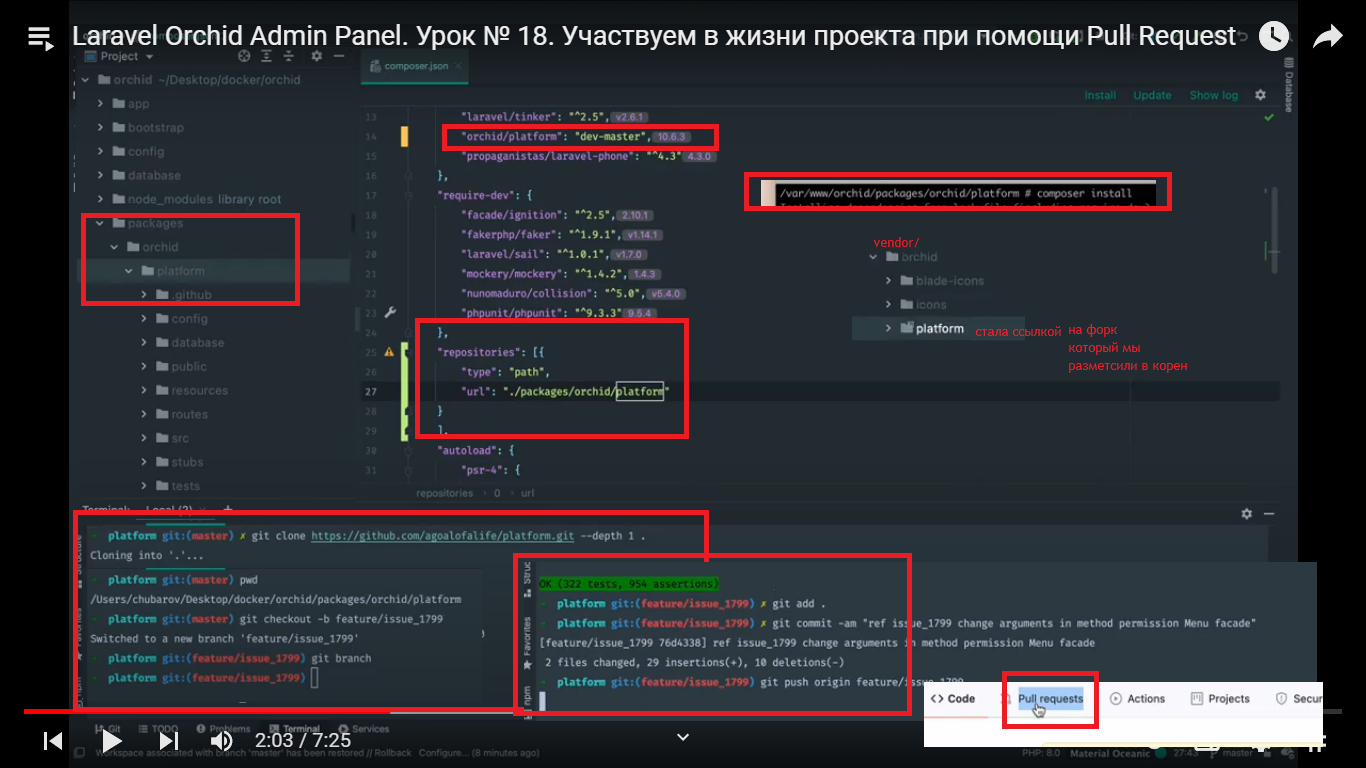 Laravel Orchid Admin Panel. Урок № 18. Участвуем в жизни проекта при помощи Pull Request
Project
composer.json
orchid ~/Desktop/docker/orchid
app
bootstrap
config
database
node_modules library root
packages
orchid
platform
.github
config
database
public
resources
routes
src
stubs
tests
Install Update Show log
Database
13 "laravel/tinker": "^2.5", v2.6.1
14 "orchid/platform": "dev-master", 10.6.3
15 "propaganistas/laravel-phone": "^4.3" 4.3.0
16 },
17 "require-dev": {
18 "facade/ignition": "^2.5", 2.10.1
19 "fakerphp/faker": "^1.9.1", v1.14.1
20 "laravel/sail": "^1.0.1", v1.7.0
21 "mockery/mockery": "^1.4.2", 1.4.3
22 "nunomaduro/collision": "^5.0", v5.4.0
23 "phpunit/phpunit": "^9.3.3" 9.5.4
24 },
25 "repositories": [{
26 "type": "path",
27 "url": "./packages/orchid/platform"
28 }
29 ],
30 "autoload": {
31 "psr-4": {
repositories › 0 › url
/var/www/orchid/packages/orchid/platform # composer install
vendor/
orchid
blade-icons
icons
platform
стала ссылкой
на форк
который мы
разметсили в корен
Terminal: Local (2) × +
platform git:(master) ✗ git clone https://github.com/agoalofalife/platform.git --depth 1 .
Cloning into '.'...
platform git:(master) pwd
/Users/chubarov/Desktop/docker/orchid/packages/orchid/platform
platform git:(master) git checkout -b feature/issue_1799
Switched to a new branch 'feature/issue_1799'
platform git:(feature/issue_1799) git branch
platform git:(feature/issue_1799)
OK (322 tests, 954 assertions)
platform git:(feature/issue_1799) ✗ git add .
platform git:(feature/issue_1799) ✗ git commit -am "ref issue_1799 change arguments in method permission Menu facade"
[feature/issue_1799 76d4338] ref issue_1799 change arguments in method permission Menu facade
2 files changed, 29 insertions(+), 10 deletions(-)
platform git:(feature/issue_1799) git push origin feature/issue_1799
Struc
Favorites
npm
<> Code Pull requests Actions Projects Secur
Git TODO Problems Terminal Services
2:03 / 7:25
Workspace associated with branch 'master' has been restored // Rollback Configure... (8 minutes ago)
PHP: 8.0 Material Oceanic 27:43 master